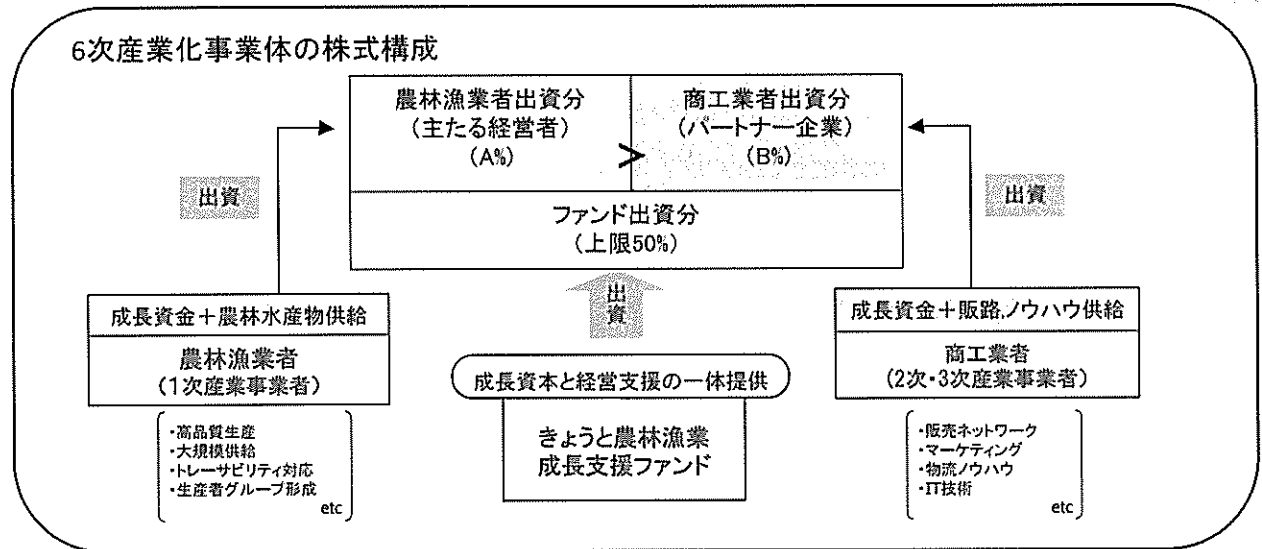 6次産業化事業体の株式構成
農林漁業者出資分
(主たる経営者)
(A%)
>
商工業者出資分
(パートナー企業)
(B%)
ファンド出資分
(上限50%)
出資
出資
出資
成長資金+農林水産物供給
農林漁業者
(1次産業事業者)
・高品質生産
・大規模供給
・トレーサビリティ対応
・生産者グループ形成
etc
成長資本と経営支援の一体提供
きょうと農林漁業
成長支援ファンド
成長資金+販路,ノウハウ供給
商工業者
(2次・3次産業事業者)
・販売ネットワーク
・マーケティング
・物流ノウハウ
・IT技術
etc